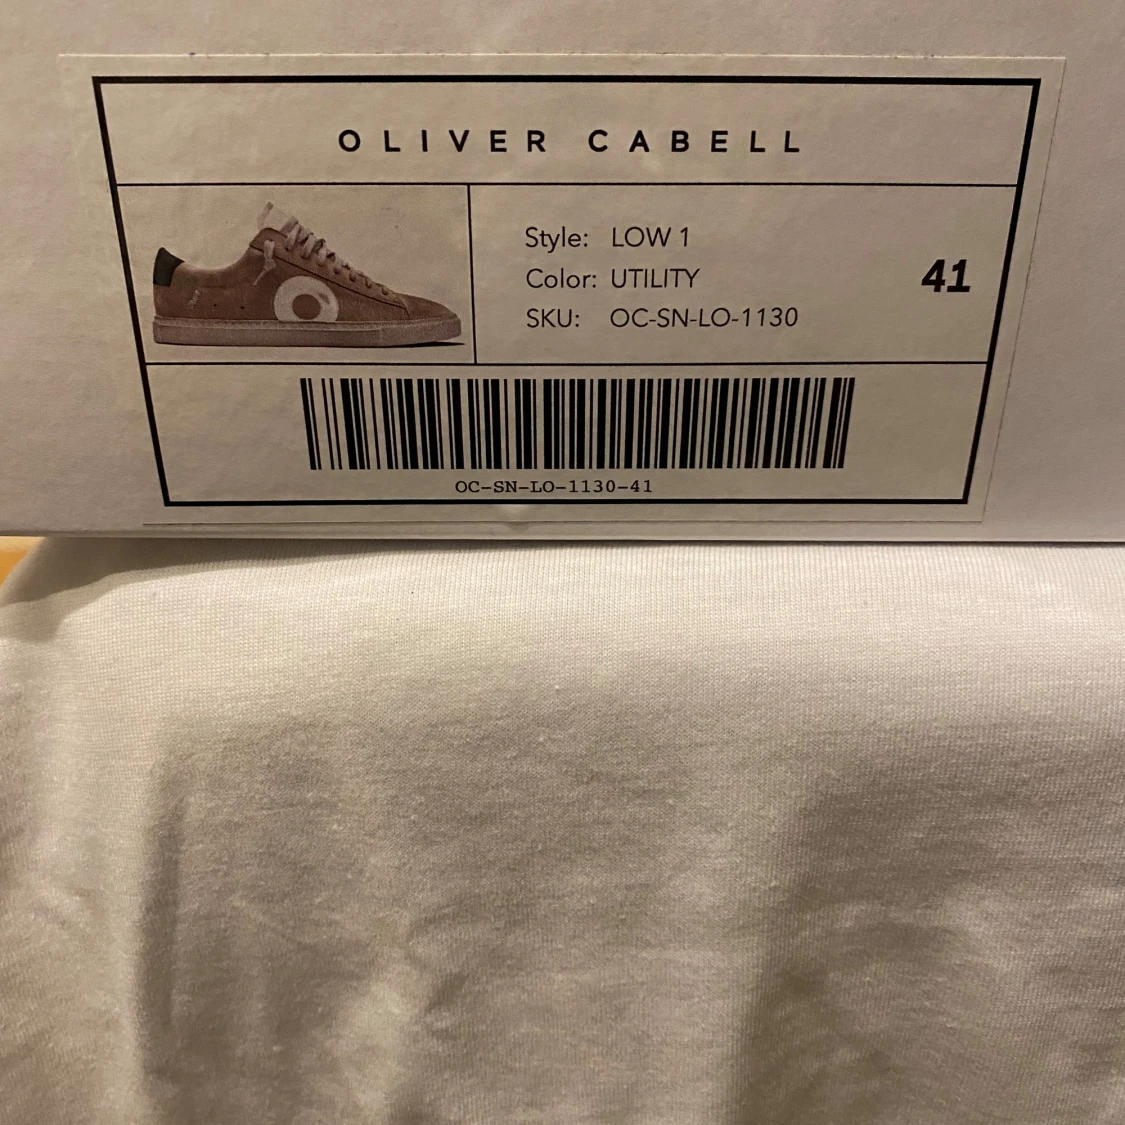 OLIVER CABELL
Style: LOW 1
Color: UTILITY
SKU: OC-SN-LO-1130
41
OC-SN-LO-1130-41